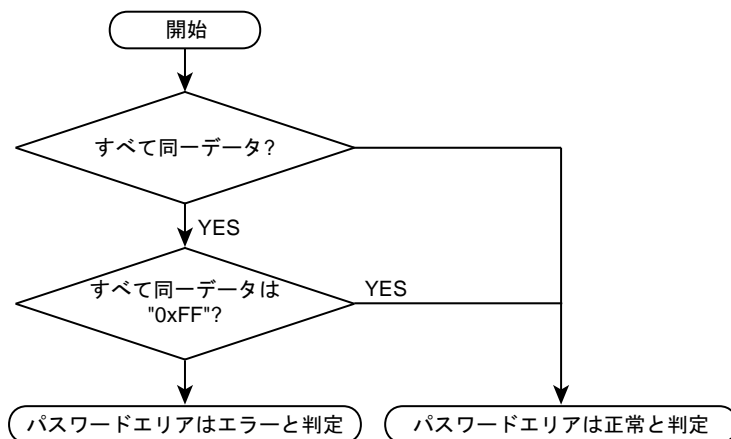 開始
すべて同一データ?
YES
すべて同一データは
"0xFF"?
YES
パスワードエリアはエラーと判定
パスワードエリアは正常と判定